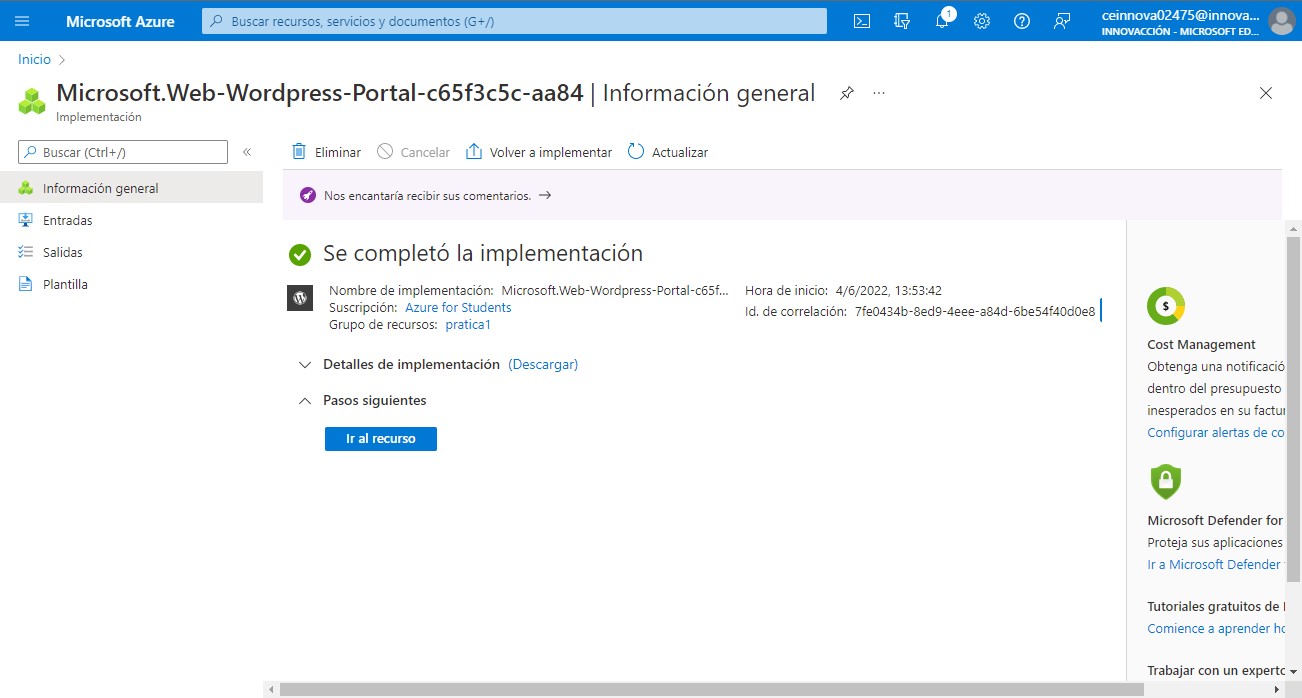 Microsoft Azure
Buscar recursos, servicios y documentos (G+/)
1
ceinnova02475@innova...
INNOVACCIÓN - MICROSOFT ED...
Inicio
Microsoft.Web-Wordpress-Portal-c65f3c5c-aa84 | Información general
...
Implementación
Buscar (Ctrl+/)
«
Eliminar
Cancelar
Volver a implementar
Actualizar
Información general
Entradas
Salidas
Plantilla
Nos encantaría recibir sus comentarios. →
Se completó la implementación
Nombre de implementación: Microsoft.Web-Wordpress-Portal-c65f...
Suscripción: Azure for Students
Grupo de recursos: pratica1
Hora de inicio: 4/6/2022, 13:53:42
Id. de correlación: 7fe0434b-8ed9-4eee-a84d-6be54f40d0e8
Detalles de implementación (Descargar)
Pasos siguientes
Ir al recurso
$
Cost Management
Obtenga una notificació
dentro del presupuesto
inesperados en su factur
Configurar alertas de co
Microsoft Defender for
Proteja sus aplicaciones
Ir a Microsoft Defender
Tutoriales gratuitos de
Comience a aprender ho
Trabajar con un experto